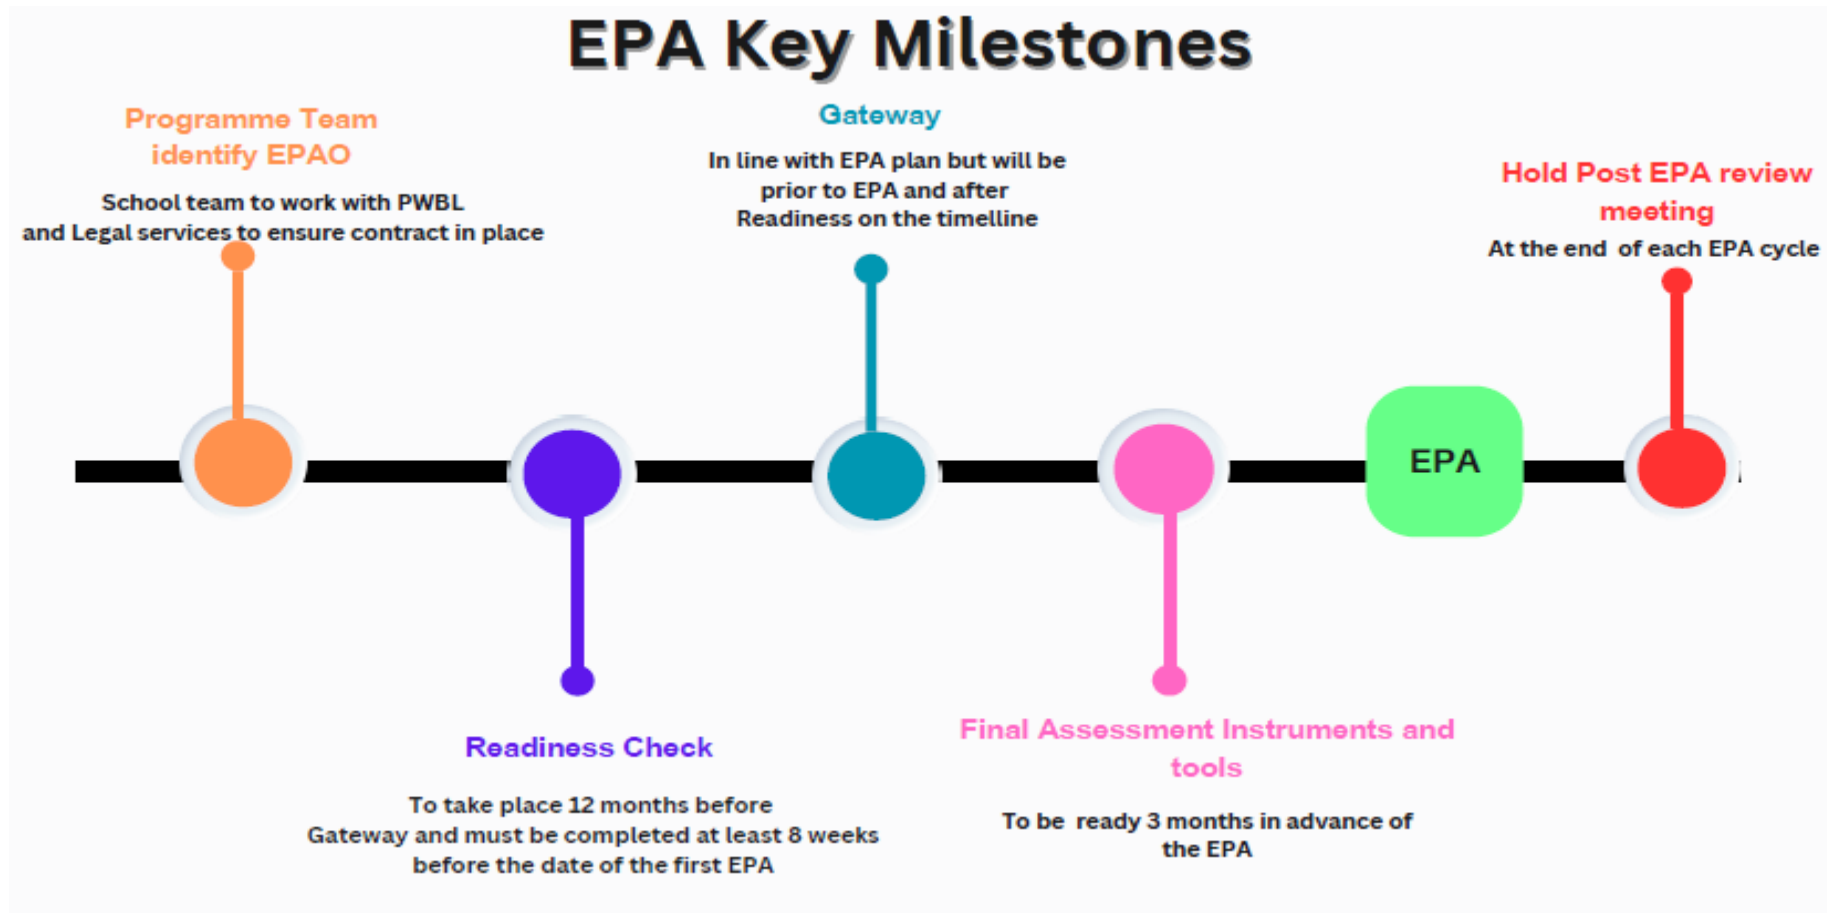 EPA Key Milestones
Programme Team
identify EPAO
School team to work with PWBL
and Legal services to ensure contract in place
Readiness Check
To take place 12 months before
Gateway and must be completed at least 8 weeks
before the date of the first EPA
Gateway
In line with EPA plan but will be
prior to EPA and after
Readiness on the timelline
Final Assessment Instruments and
tools
To be ready 3 months in advance of
the EPA
EPA
Hold Post EPA review
meeting
At the end of each EPA cycle